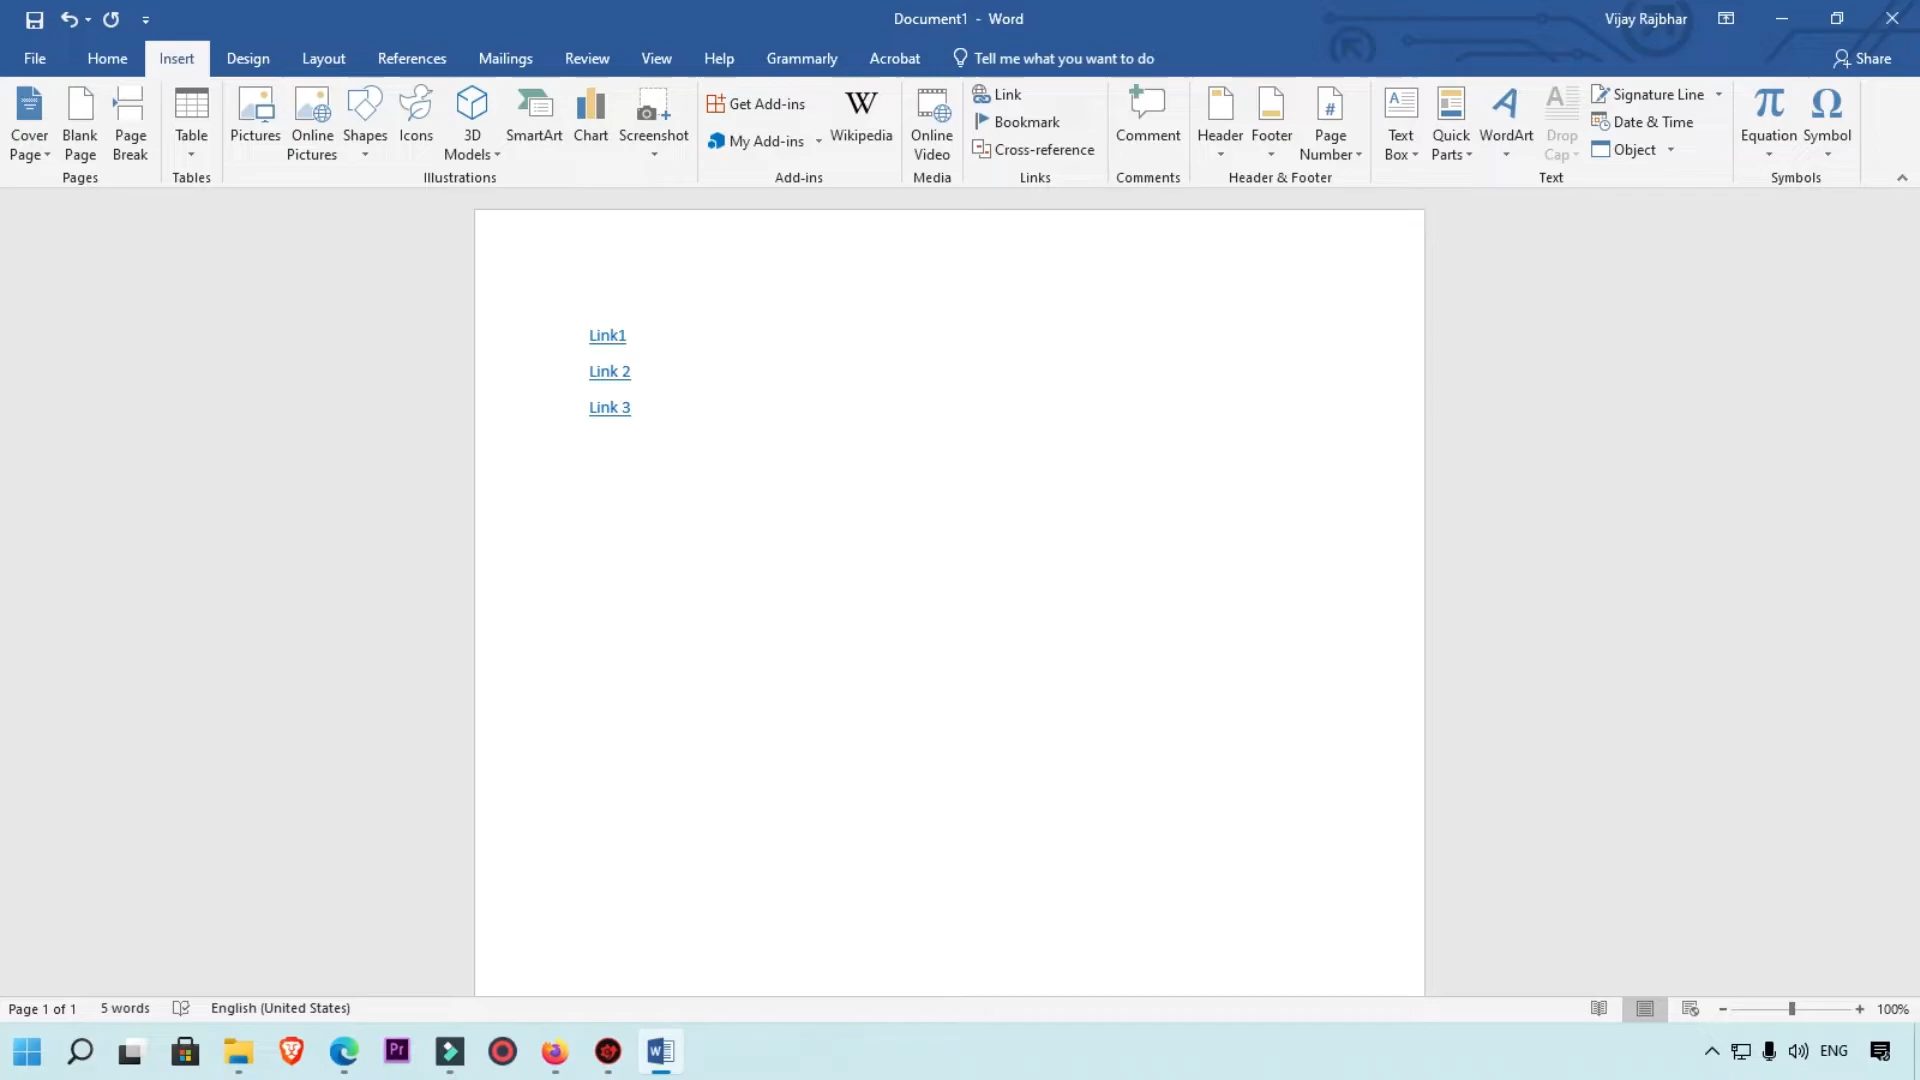 Document1 - Word
Vijay Rajbhar
File Home Insert Design Layout References Mailings Review View Help Grammarly Acrobat Tell me what you want to do Share
Cover Page
Blank Page
Page Break
Pages
Table
Tables
Pictures
Online Pictures
Shapes
Icons
3D Models
SmartArt
Chart
Screenshot
Illustrations
Get Add-ins
My Add-ins
W
Wikipedia
Add-ins
Online Video
Media
Link
Bookmark
Cross-reference
Links
Comment
Comments
Header
Footer
#
Page Number
Header & Footer
A
Text Box
Quick Parts
A
WordArt
A
Drop Cap
Signature Line
Date & Time
Object
Text
π
Equation
Ω
Symbol
Symbols
Link1
Link 2
Link 3
Page 1 of 1 5 words English (United States) 100%
Pr
W
ENG